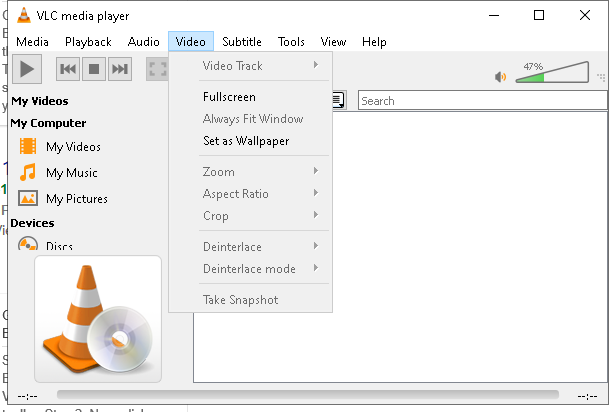 VLC media player
Media Playback Audio Video Subtitle Tools View Help
Video Track
47%
Fullscreen
Always Fit Window
Set as Wallpaper
Zoom
Aspect Ratio
Crop
Deinterlace
Deinterlace mode
Take Snapshot
Search
My Videos
My Computer
My Videos
My Music
My Pictures
Devices
Discs
--:-- --:--